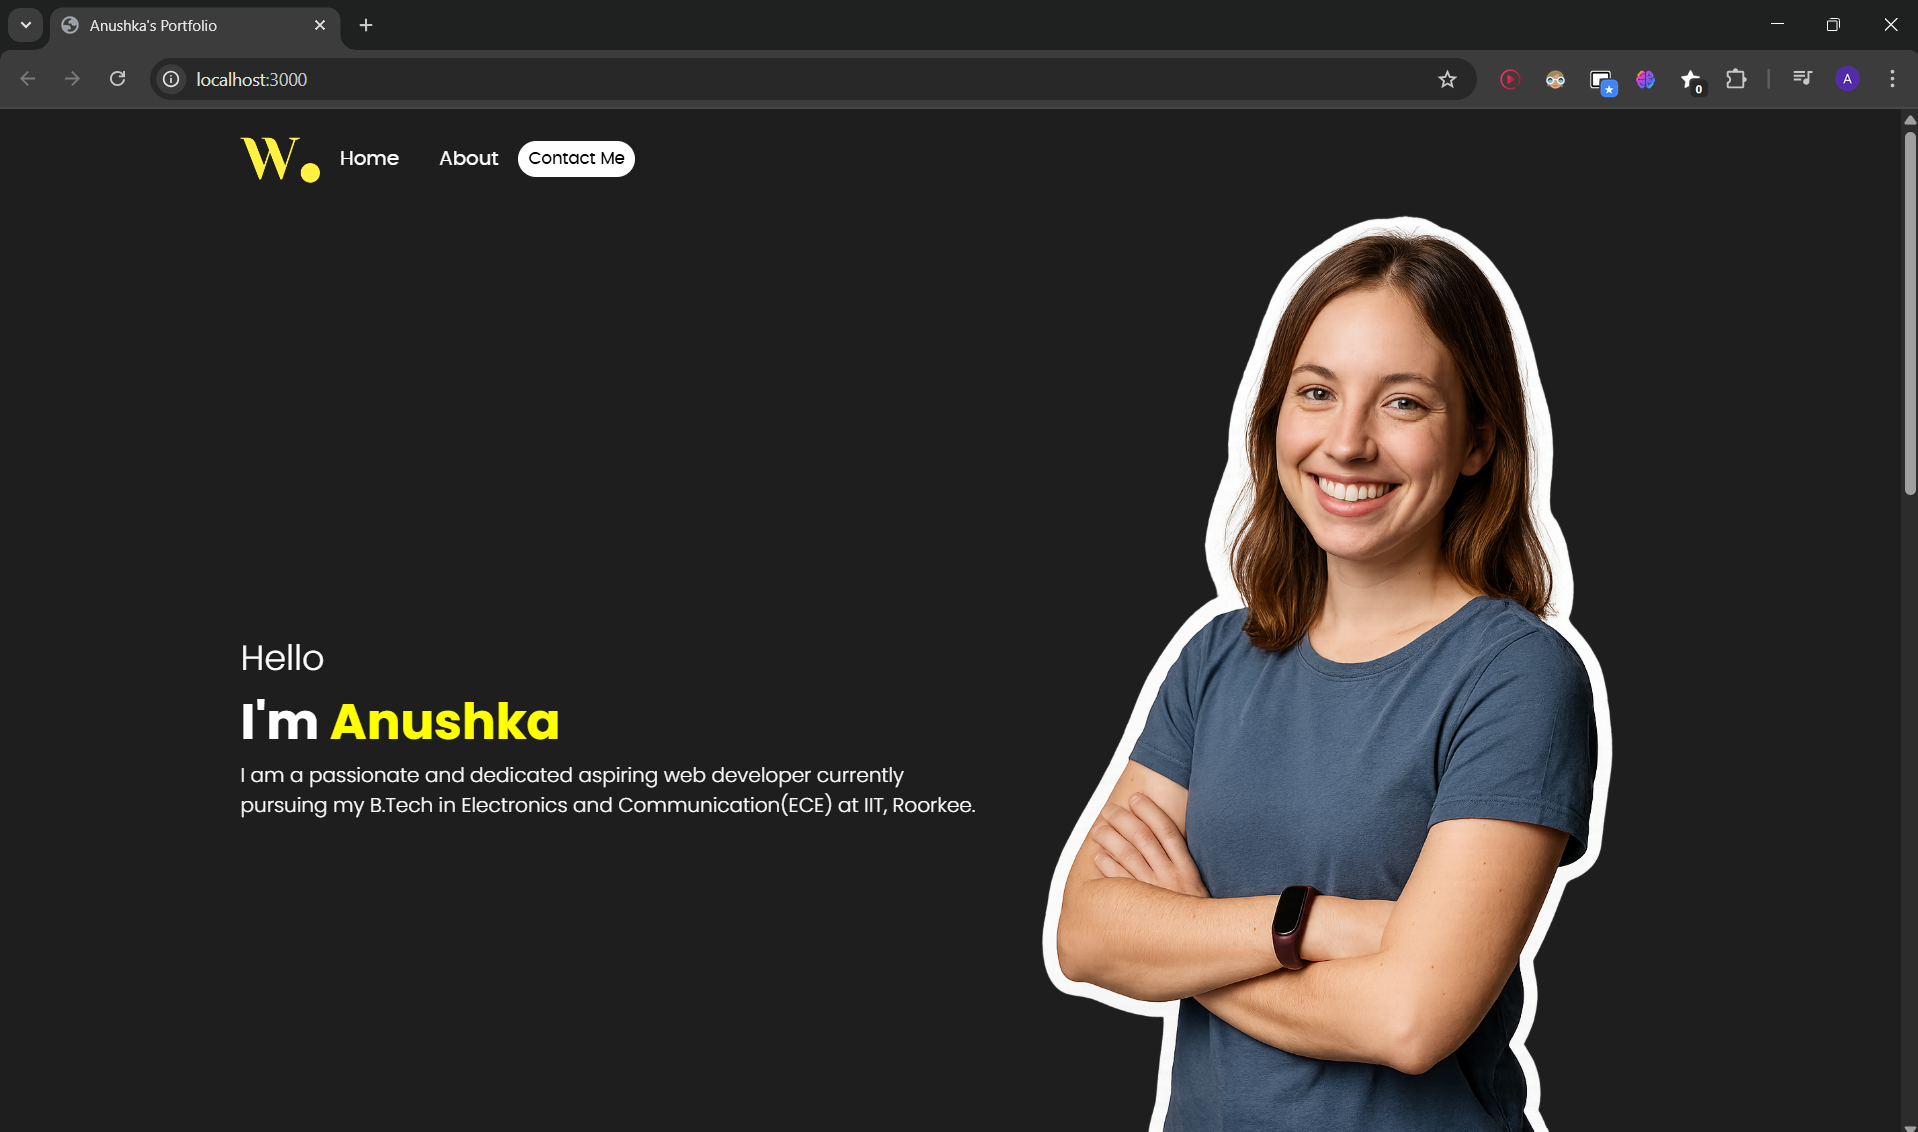 Anushka's Portfolio
localhost:3000
A
0
W.
Home
About
Contact Me
Hello
I'm Anushka
I am a passionate and dedicated aspiring web developer currently
pursuing my B.Tech in Electronics and Communication(ECE) at IIT, Roorkee.